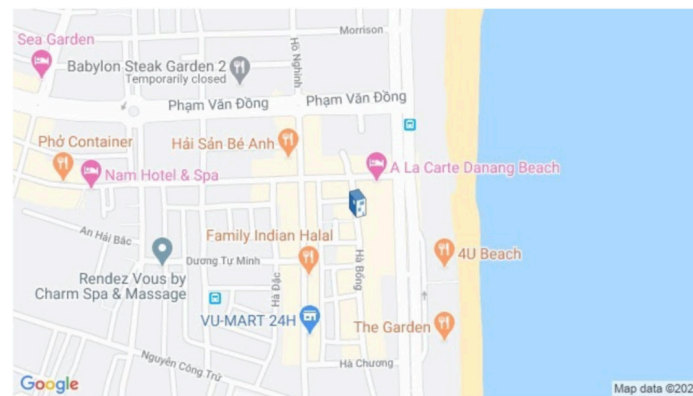 Morrison
Sea Garden
Hồ Nghinh
Babylon Steak Garden 2
Temporarily closed
Phạm Văn Đồng
Phạm Văn Đồng
Phở Container
Hải Sản Bé Anh
A La Carte Danang Beach
Nam Hotel & Spa
An Hải Bắc
Family Indian Halal
Dương Tự Minh
Hà Bổng
4U Beach
Rendez Vous by
Charm Spa & Massage
Hà Đặc
VU-MART 24H
The Garden
Nguyễn Công Trứ
Hà Chương
Google
Map data ©202